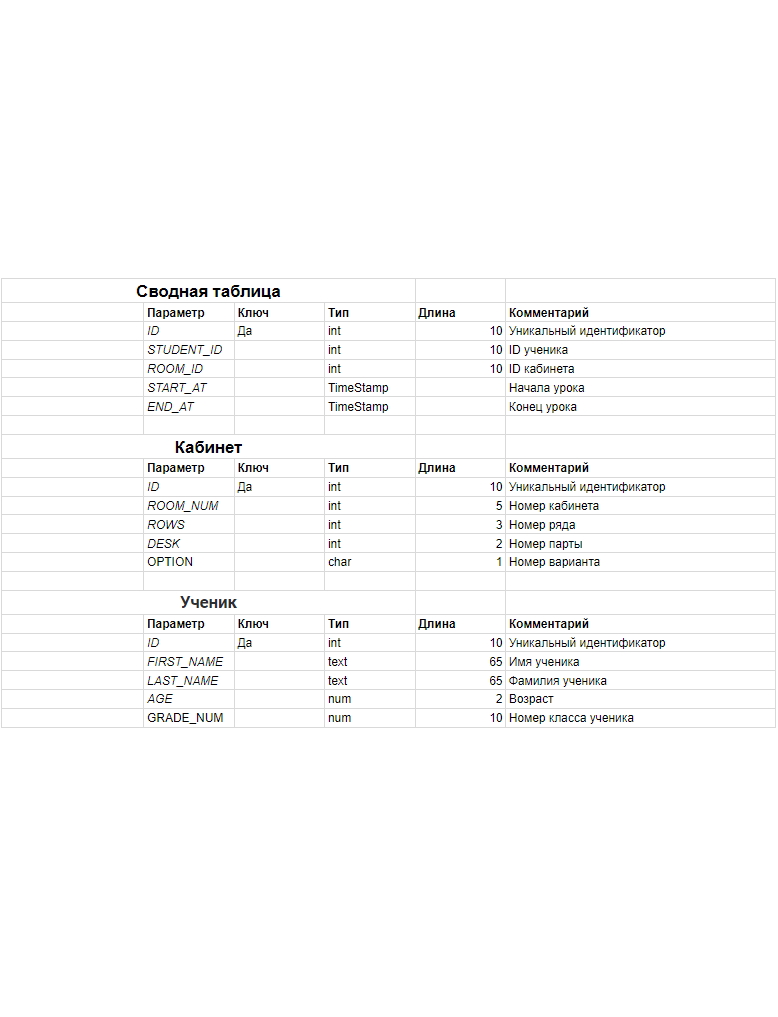 Сводная таблица
Параметр Ключ Тип Длина Комментарий
ID Да int 10 Уникальный идентификатор
STUDENT_ID int 10 ID ученика
ROOM_ID int 10 ID кабинета
START_AT TimeStamp Начала урока
END_AT TimeStamp Конец урока
Кабинет
Параметр Ключ Тип Длина Комментарий
ID Да int 10 Уникальный идентификатор
ROOM_NUM int 5 Номер кабинета
ROWS int 3 Номер ряда
DESK int 2 Номер парты
OPTION char 1 Номер варианта
Ученик
Параметр Ключ Тип Длина Комментарий
ID Да int 10 Уникальный идентификатор
FIRST_NAME text 65 Имя ученика
LAST_NAME text 65 Фамилия ученика
AGE num 2 Возраст
GRADE_NUM num 10 Номер класса ученика